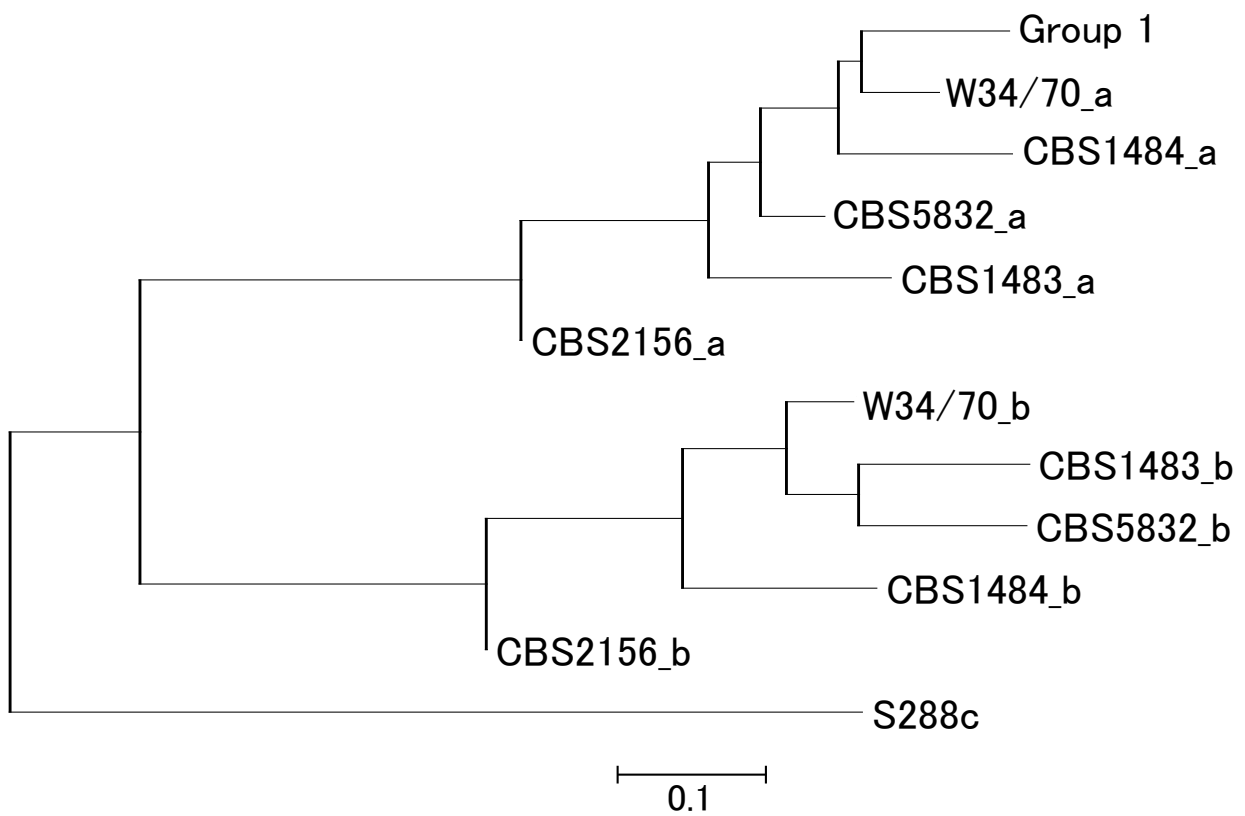 Group 1
W34/70_a
CBS1484_a
CBS5832_a
CBS1483_a
CBS2156_a
W34/70_b
CBS1483_b
CBS5832_b
CBS1484_b
CBS2156_b
S288c
0.1